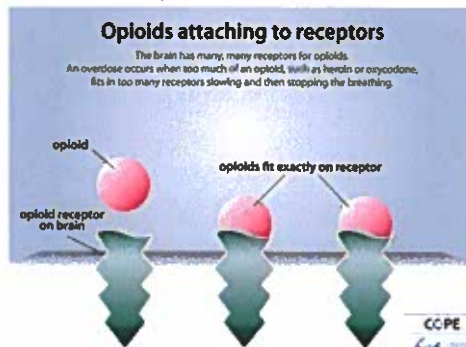 Opioids attaching to receptors
The brain has many, many receptors for opioids.
An overdose occurs when too much of an opioid, such as heroin or oxycodone,
fits in too many receptors slowing and then stopping the breathing.
opioid
opioids fit exactly on receptor
opioid receptor
on brain
COPE